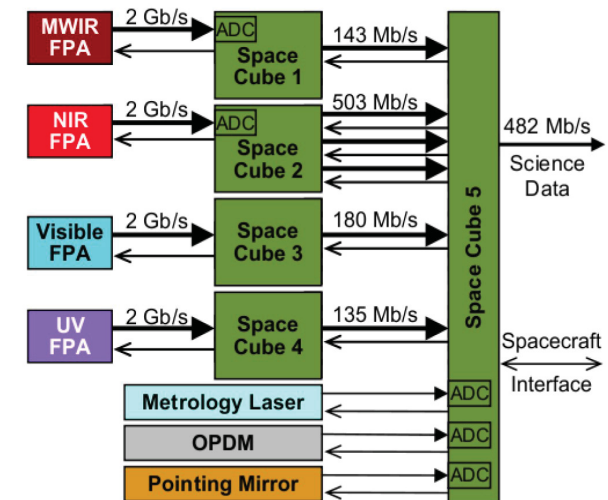 MWIR
FPA
2 Gb/s
ADC
Space
Cube 1
143 Mb/s
NIR
FPA
2 Gb/s
ADC
Space
Cube 2
503 Mb/s
482 Mb/s
Science
Data
Visible
FPA
2 Gb/s
Space
Cube 3
180 Mb/s
UV
FPA
2 Gb/s
Space
Cube 4
135 Mb/s
Space Cube 5
Spacecraft
Interface
Metrology Laser
ADC
OPDM
ADC
Pointing Mirror
ADC